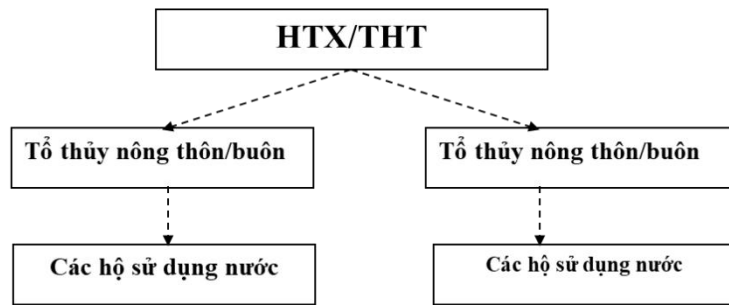 HTX/THT
Tổ thủy nông thôn/buôn
Tổ thủy nông thôn/buôn
Các hộ sử dụng nước
Các hộ sử dụng nước